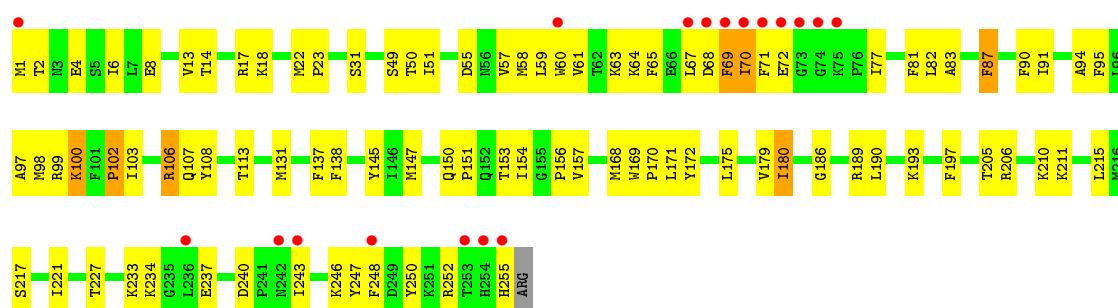 M1 T2 N3 E4 S5 I6 L7 E8 V13 T14 R17 K18 M22 P23 S31 S49 T50 I51 D55 N56 V57 M58 L59 W60 V61 T62 K63 K64 F65 E66 L67 D68 F69 I70 F71 E72 G73 G74 K75 P76 I77 F81 L82 A83 F87 F90 I91 A94 F95 L96
A97 M98 R99 K100 F101 P102 I103 R106 Q107 Y108 T113 M131 F137 F138 Y145 I146 M147 Q150 P151 Q152 T153 I154 G155 P156 V157 M168 W169 P170 L171 Y172 L175 V179 I180 G186 R189 L190 K193 F197 T205 R206 K210 K211 L215 M216
S217 I221 T227 K233 K234 G235 L236 E237 D240 P241 N242 I243 K246 Y247 F248 D249 Y250 K251 R252 T253 H254 H255 ARG